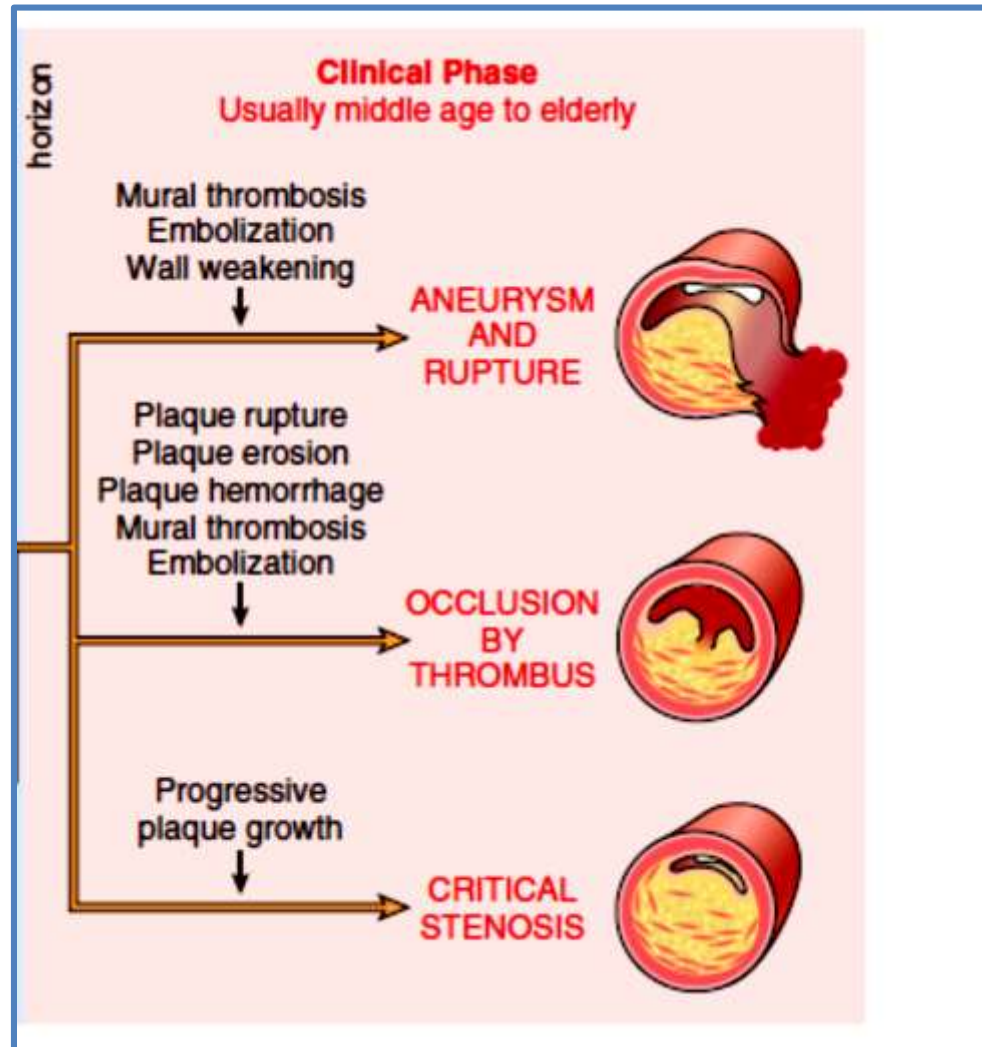 horizon
Clinical Phase
Usually middle age to elderly
Mural thrombosis
Embolization
Wall weakening
ANEURYSM
AND
RUPTURE
Plaque rupture
Plaque erosion
Plaque hemorrhage
Mural thrombosis
Embolization
OCCLUSION
BY
THROMBUS
Progressive
plaque growth
CRITICAL
STENOSIS